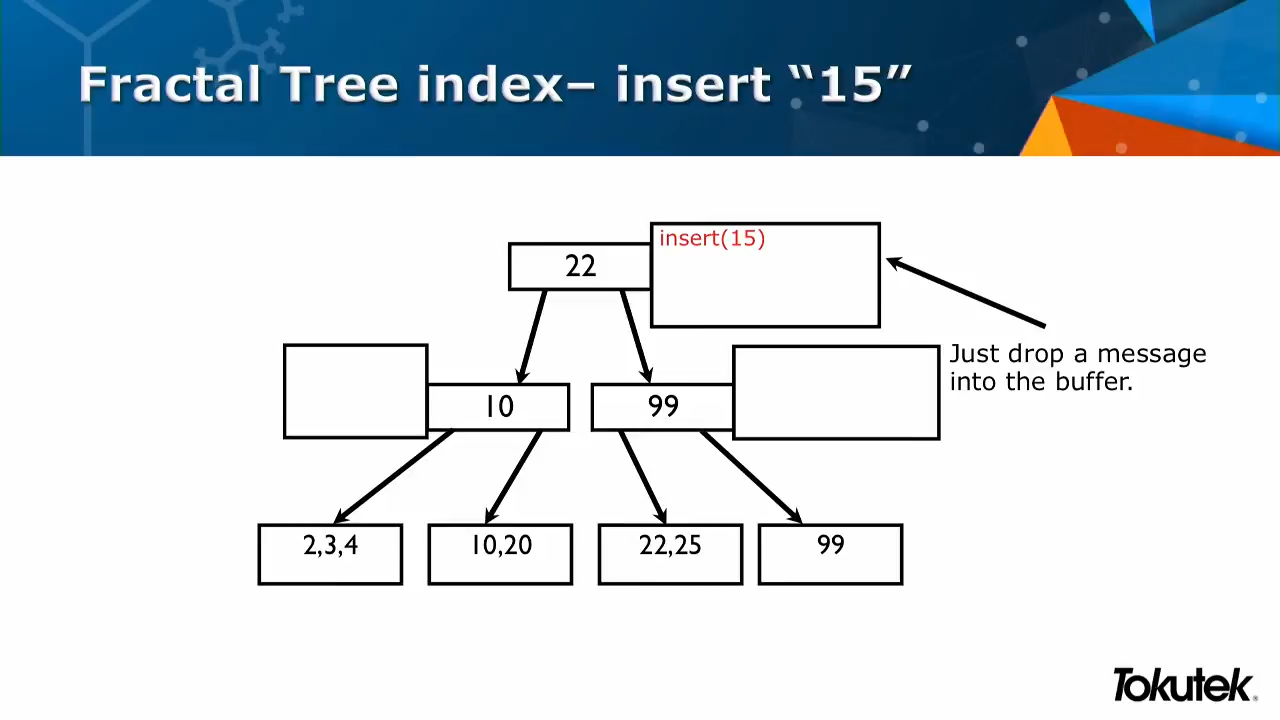 Fractal Tree index– insert “15”
insert(15)
22
Just drop a message
into the buffer.
10
99
2,3,4
10,20
22,25
99
Tokutek®